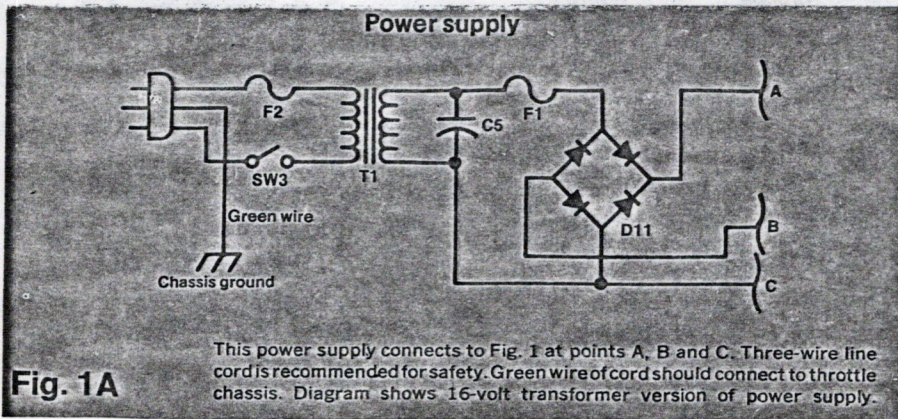 Power supply
F2
C5
F1
A
SW3
T1
Green wire
D11
B
Chassis ground
C
This power supply connects to Fig. 1 at points A, B and C. Three-wire line
cord is recommended for safety. Green wire of cord should connect to throttle
chassis. Diagram shows 16-volt transformer version of power supply.
Fig. 1A